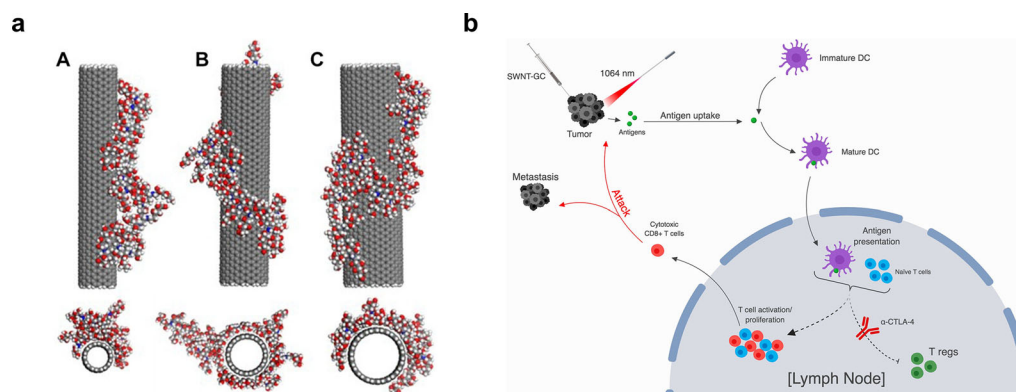 a
A
B
C
b
SWNT-GC
1064 nm
Immature DC
Tumor
Antigens
Antigen uptake
Mature DC
Metastasis
Attack
Cytotoxic
CD8+ T cells
Antigen
presentation
Naïve T cells
T cell activation/
proliferation
α-CTLA-4
T regs
[Lymph Node]